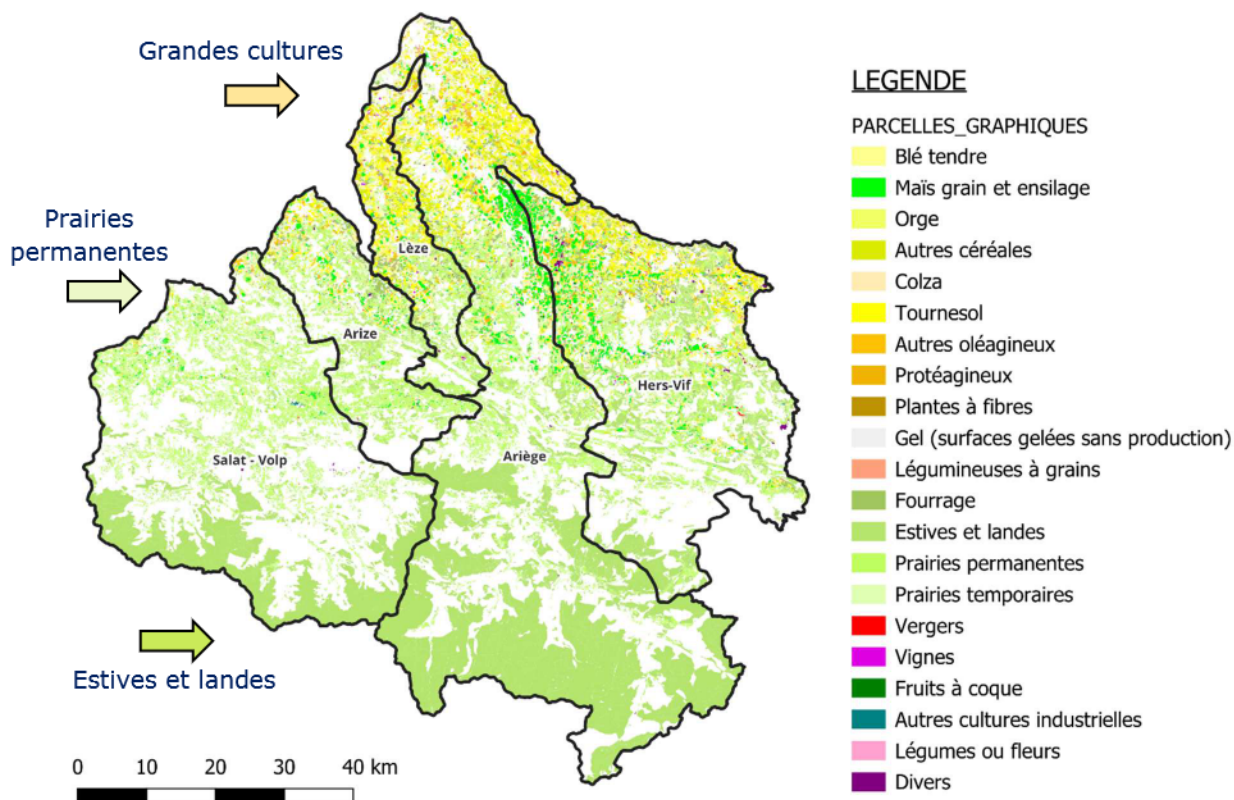 Grandes cultures
Prairies
permanentes
Estives et landes
Lèze
Arize
Hers-Vif
Salat - Volp
Ariège
0 10 20 30 40 km
LEGENDE
PARCELLES_GRAPHIQUES
Blé tendre
Maïs grain et ensilage
Orge
Autres céréales
Colza
Tournesol
Autres oléagineux
Protéagineux
Plantes à fibres
Gel (surfaces gelées sans production)
Légumineuses à grains
Fourrage
Estives et landes
Prairies permanentes
Prairies temporaires
Vergers
Vignes
Fruits à coque
Autres cultures industrielles
Légumes ou fleurs
Divers